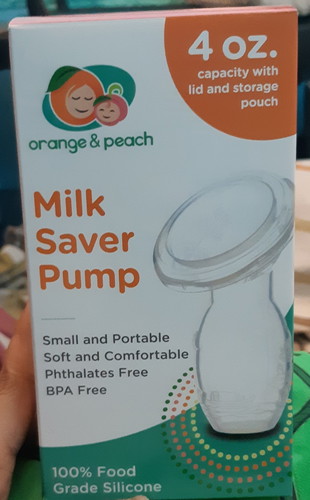 4 oz.
capacity with
lid and storage
pouch
orange & peach
Milk
Saver
Pump
Small and Portable
Soft and Comfortable
Phthalates Free
BPA Free
100% Food
Grade Silicone